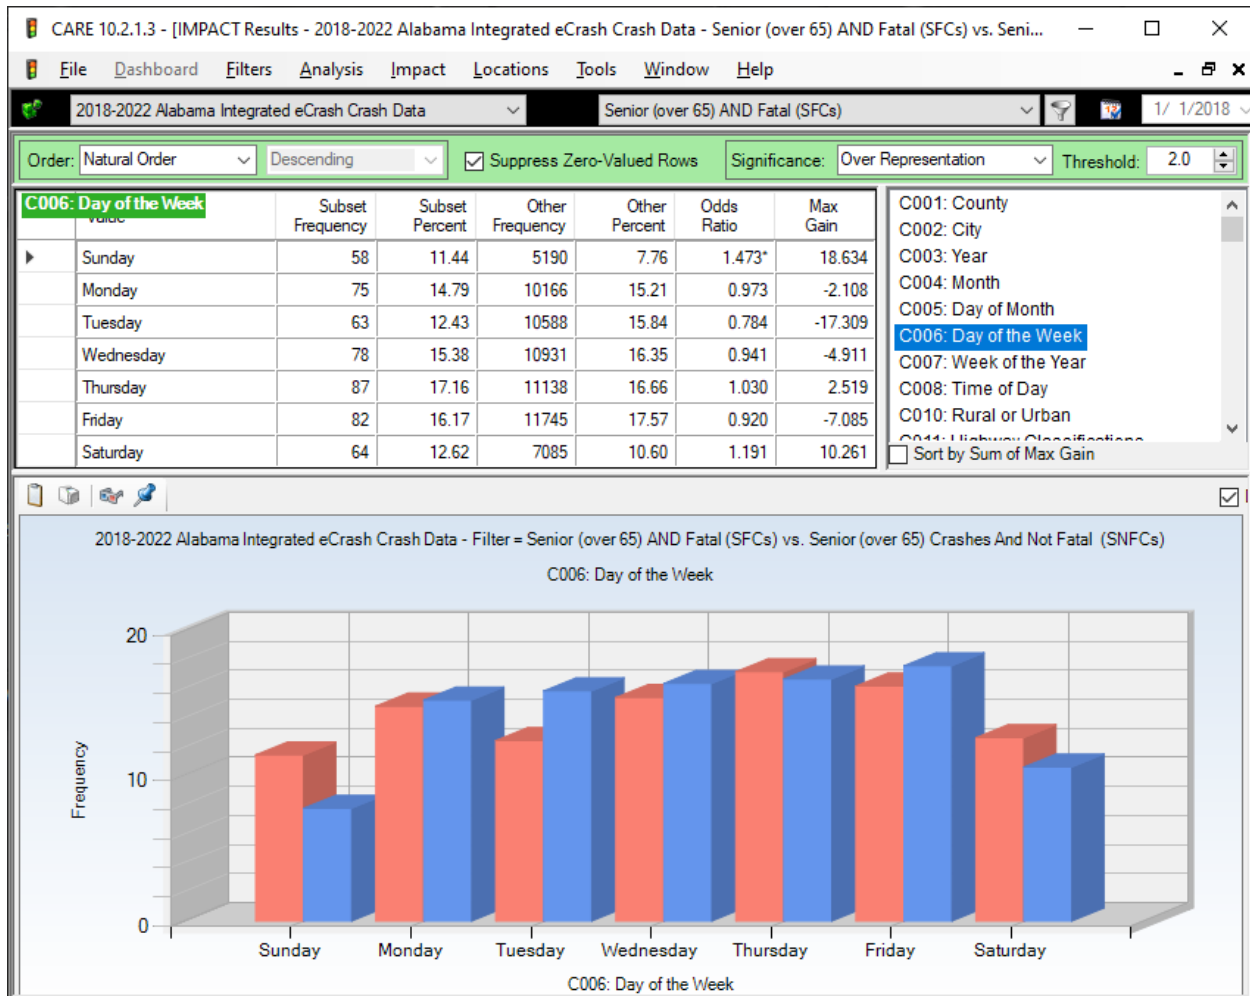 CARE 10.2.1.3 - [IMPACT Results - 2018-2022 Alabama Integrated eCrash Crash Data - Senior (over 65) AND Fatal (SFCs) vs. Seni...
File Dashboard Filters Analysis Impact Locations Tools Window Help
2018-2022 Alabama Integrated eCrash Crash Data Senior (over 65) AND Fatal (SFCs) 1/ 1/2018
Order: Natural Order Descending Suppress Zero-Valued Rows Significance: Over Representation Threshold: 2.0
C006: Day of the Week
Subset Frequency Subset Percent Other Frequency Other Percent Odds Ratio Max Gain
Sunday 58 11.44 5190 7.76 1.473* 18.634
Monday 75 14.79 10166 15.21 0.973 -2.108
Tuesday 63 12.43 10588 15.84 0.784 -17.309
Wednesday 78 15.38 10931 16.35 0.941 -4.911
Thursday 87 17.16 11138 16.66 1.030 2.519
Friday 82 16.17 11745 17.57 0.920 -7.085
Saturday 64 12.62 7085 10.60 1.191 10.261
C001: County
C002: City
C003: Year
C004: Month
C005: Day of Month
C006: Day of the Week
C007: Week of the Year
C008: Time of Day
C010: Rural or Urban
C011: Highway Classifications
Sort by Sum of Max Gain
2018-2022 Alabama Integrated eCrash Crash Data - Filter = Senior (over 65) AND Fatal (SFCs) vs. Senior (over 65) Crashes And Not Fatal (SNFCs)
C006: Day of the Week
20
10
0
Frequency
Sunday Monday Tuesday Wednesday Thursday Friday Saturday
C006: Day of the Week